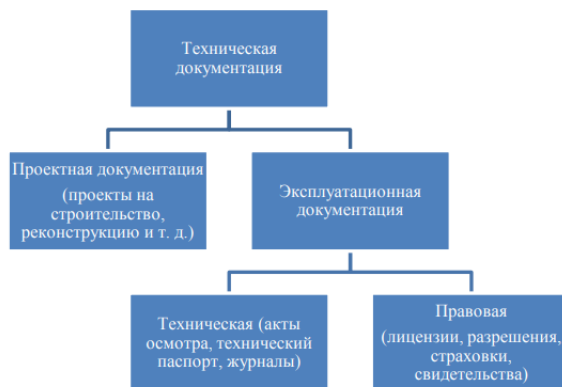 Техническая
документация
Проектная документация
(проекты на
строительство,
реконструкцию и т. д.)
Эксплуатационная
документация
Техническая (акты
осмотра, технический
паспорт, журналы)
Правовая
(лицензии, разрешения,
страховки,
свидетельства)